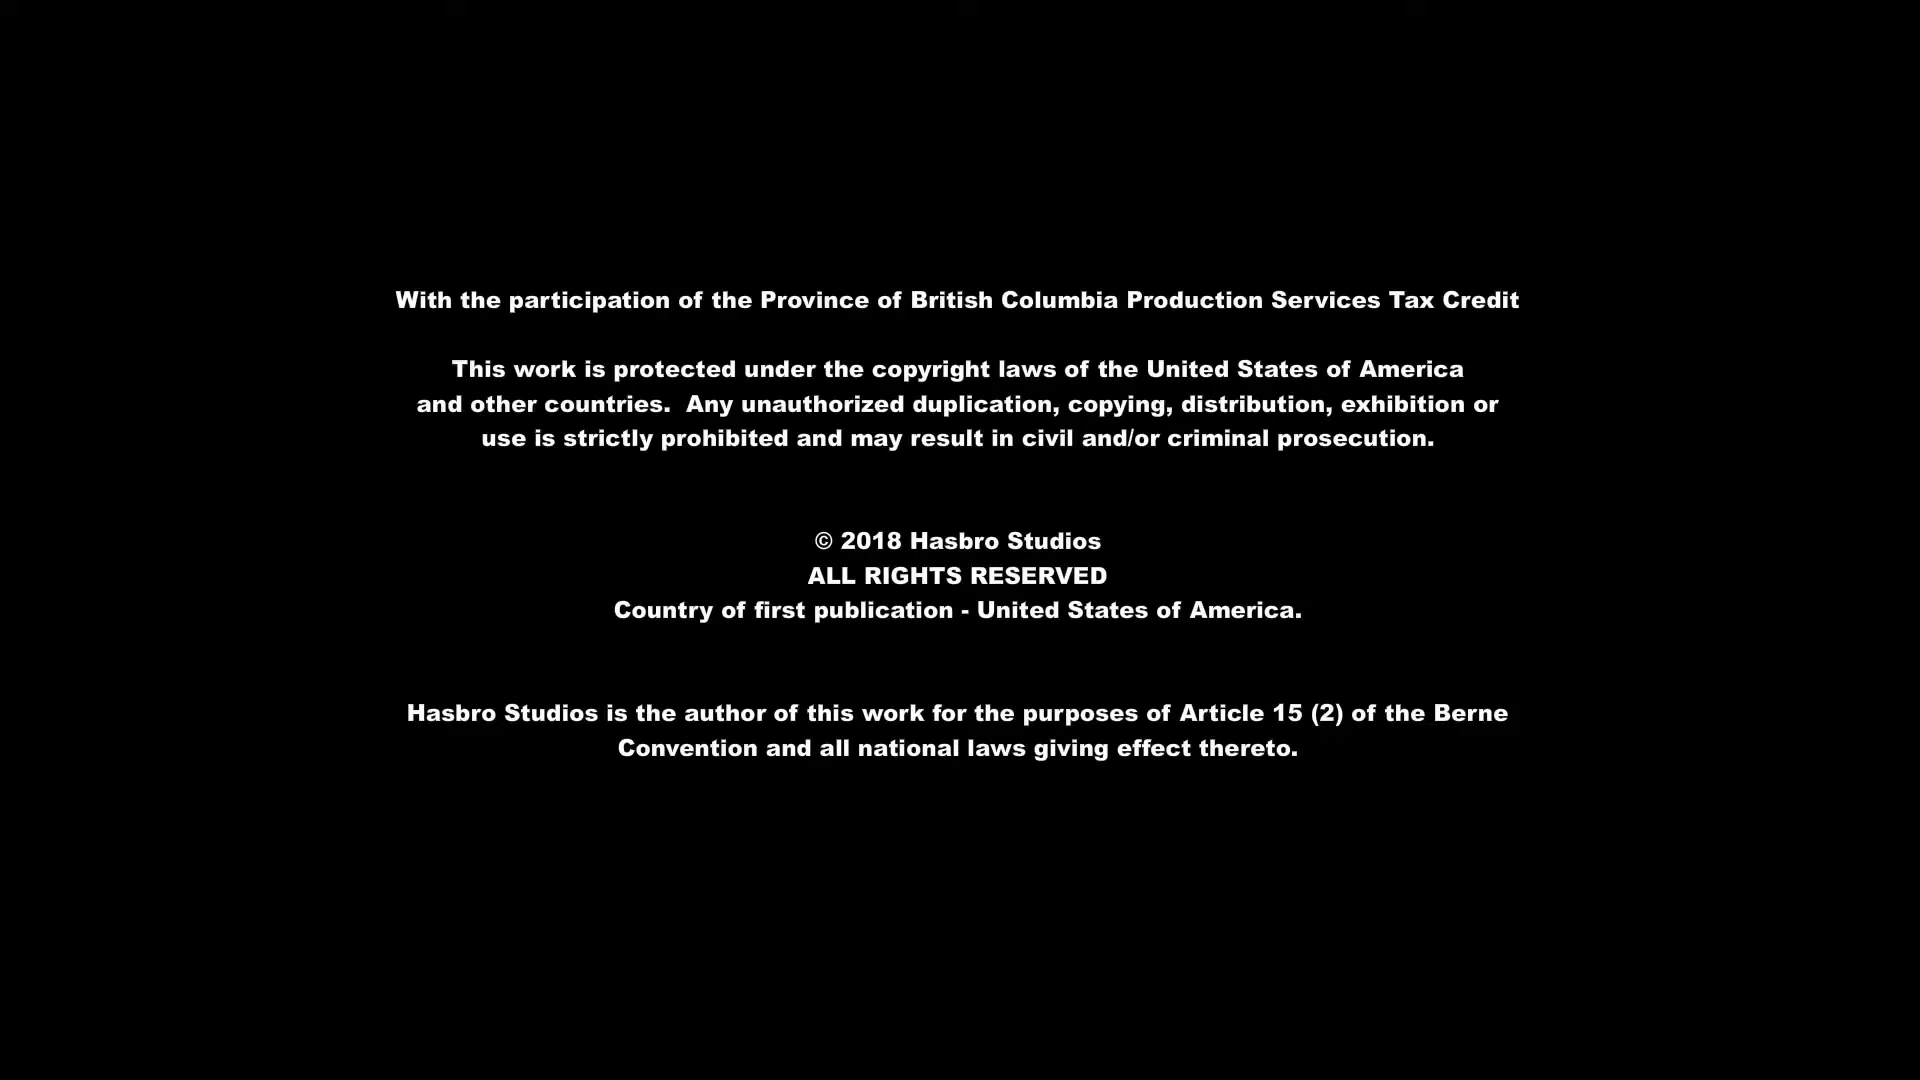 With the participation of the Province of British Columbia Production Services Tax Credit
This work is protected under the copyright laws of the United States of America
and other countries.  Any unauthorized duplication, copying, distribution, exhibition or
use is strictly prohibited and may result in civil and/or criminal prosecution.
© 2018 Hasbro Studios
ALL RIGHTS RESERVED
Country of first publication - United States of America.
Hasbro Studios is the author of this work for the purposes of Article 15 (2) of the Berne
Convention and all national laws giving effect thereto.